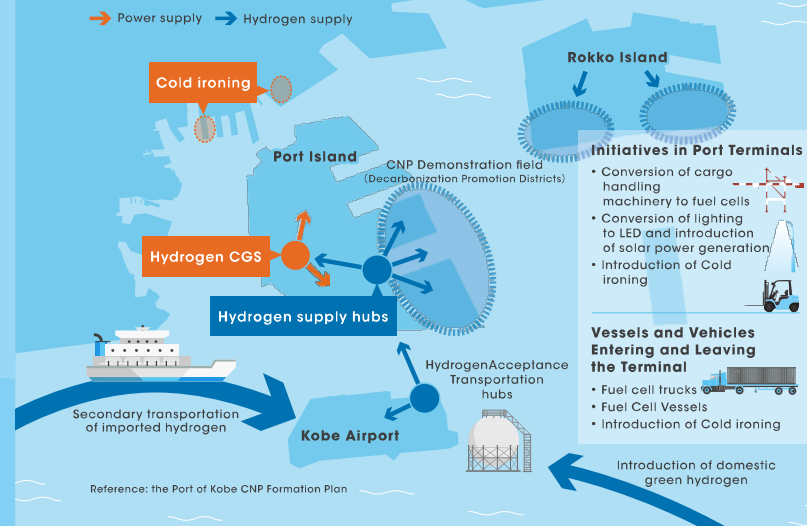 Power supply
Hydrogen supply
Rokko Island
Cold ironing
Port Island
CNP Demonstration field
(Decarbonization Promotion Districts)
Initiatives in Port Terminals
• Conversion of cargo
handling
machinery to fuel cells
• Conversion of lighting
to LED and introduction
of solar power generation
• Introduction of Cold
ironing
Hydrogen CGS
Hydrogen supply hubs
Vessels and Vehicles
Entering and Leaving
the Terminal
• Fuel cell trucks
• Fuel Cell Vessels
• Introduction of Cold ironing
HydrogenAcceptance
Transportation
hubs
Secondary transportation
of imported hydrogen
Kobe Airport
Introduction of domestic
green hydrogen
Reference: the Port of Kobe CNP Formation Plan